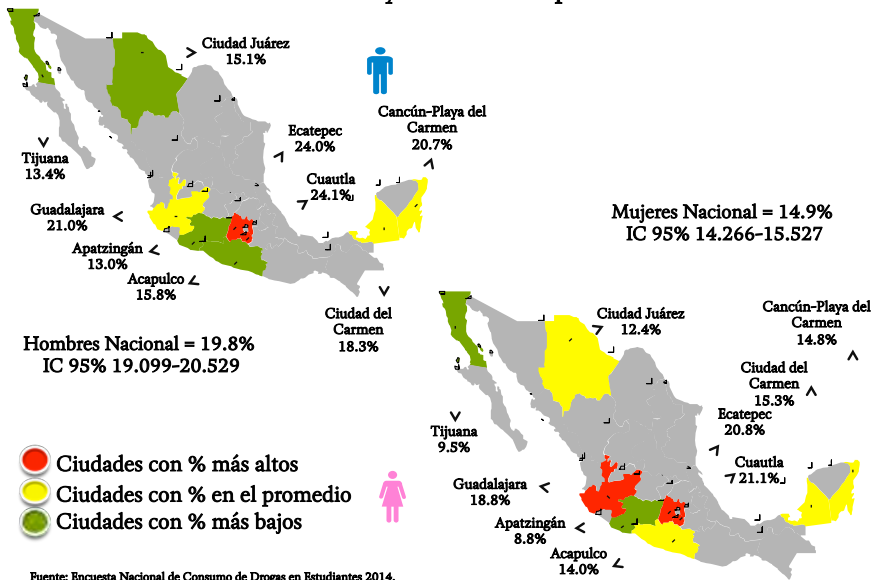 Ciudad Juárez
15.1%
Cancún-Playa del
Carmen
20.7%
Ecatepec
24.0%
Tijuana
13.4%
Cuautla
24.1%
Guadalajara
21.0%
Apatzingán
13.0%
Acapulco
15.8%
Ciudad del
Carmen
18.3%
Mujeres Nacional = 14.9%
IC 95% 14.266-15.527
Hombres Nacional = 19.8%
IC 95% 19.099-20.529
Ciudad Juárez
12.4%
Cancún-Playa del
Carmen
14.8%
Ciudad del
Carmen
15.3%
Ecatepec
20.8%
Tijuana
9.5%
Cuautla
21.1%
Guadalajara
18.8%
Apatzingán
8.8%
Acapulco
14.0%
Ciudades con % más altos
Ciudades con % en el promedio
Ciudades con % más bajos
Fuente: Encuesta Nacional de Consumo de Drogas en Estudiantes 2014.